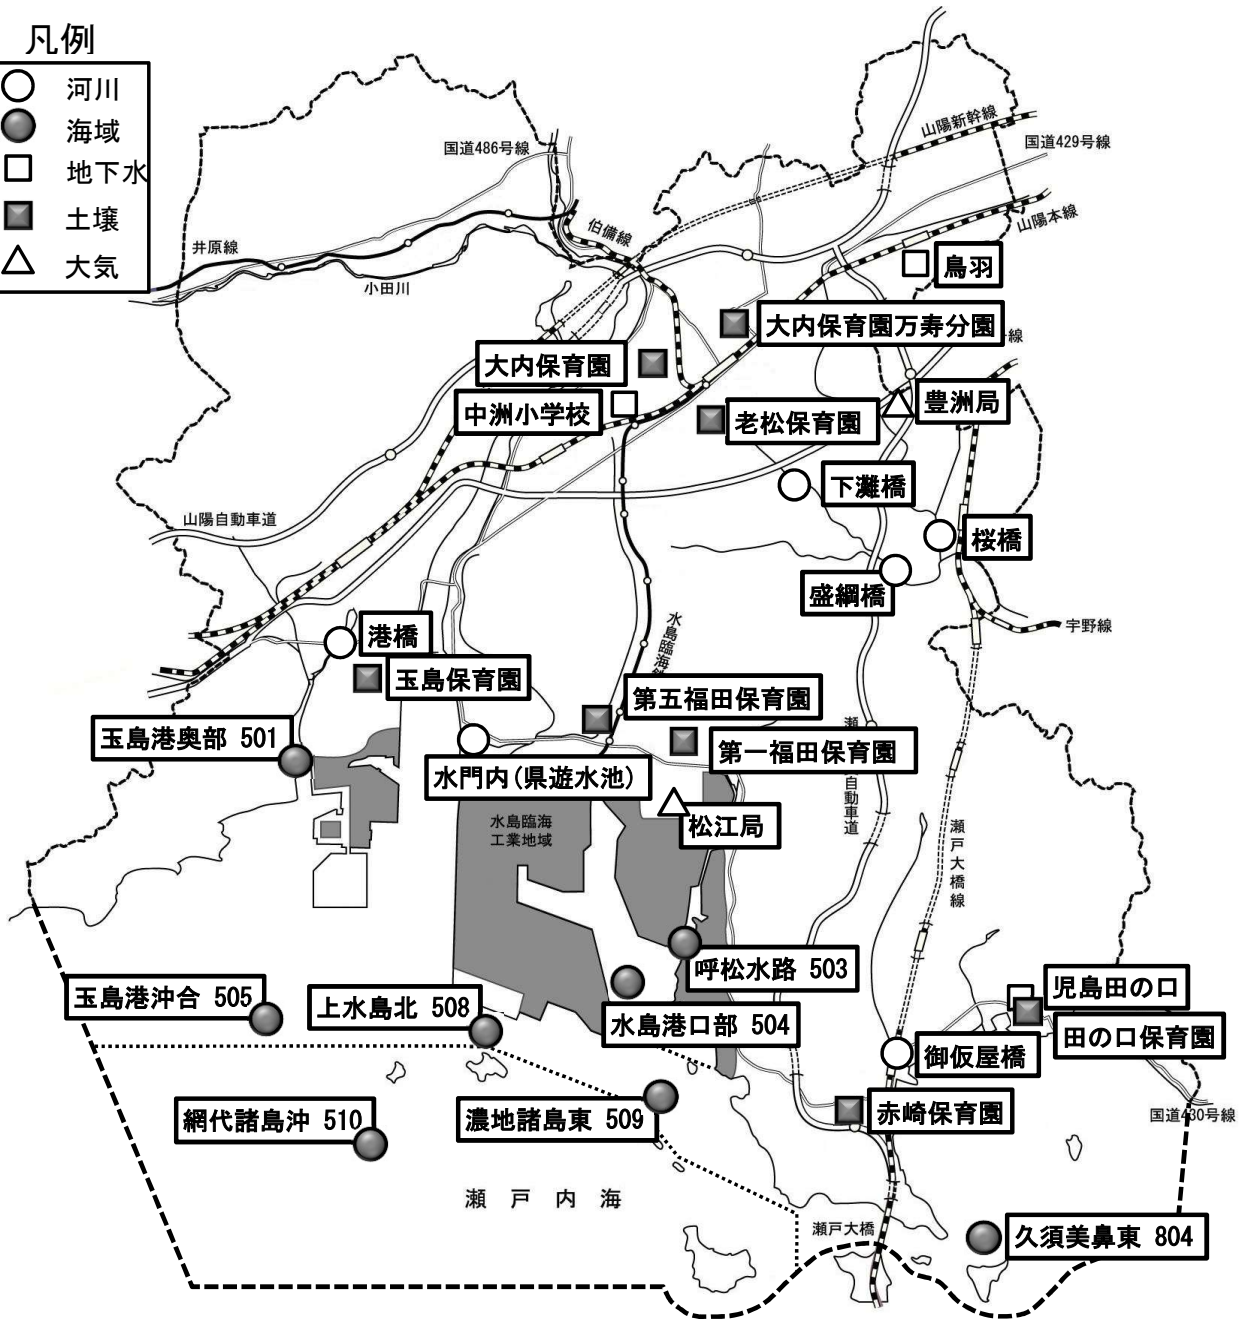 凡例
河川
海域
地下水
土壌
大気
山陽新幹線
国道486号線
国道429号線
山陽本線
伯備線
井原線
小田川
鳥羽
大内保育園万寿分園
線
大内保育園
中洲小学校
老松保育園
豊洲局
下灘橋
山陽自動車道
桜橋
盛綱橋
港橋
水島臨海
宇野線
玉島保育園
第五福田保育園
玉島港奥部 501
第一福田保育園
水門内(県遊水池)
瀬
自動車道
松江局
水島臨海
工業地域
瀬戸大橋線
呼松水路 503
玉島港沖合 505
上水島北 508
水島港口部 504
児島田の口
田の口保育園
御仮屋橋
網代諸島沖 510
濃地諸島東 509
赤崎保育園
国道430号線
瀬戸内海
瀬戸大橋
久須美鼻東 804